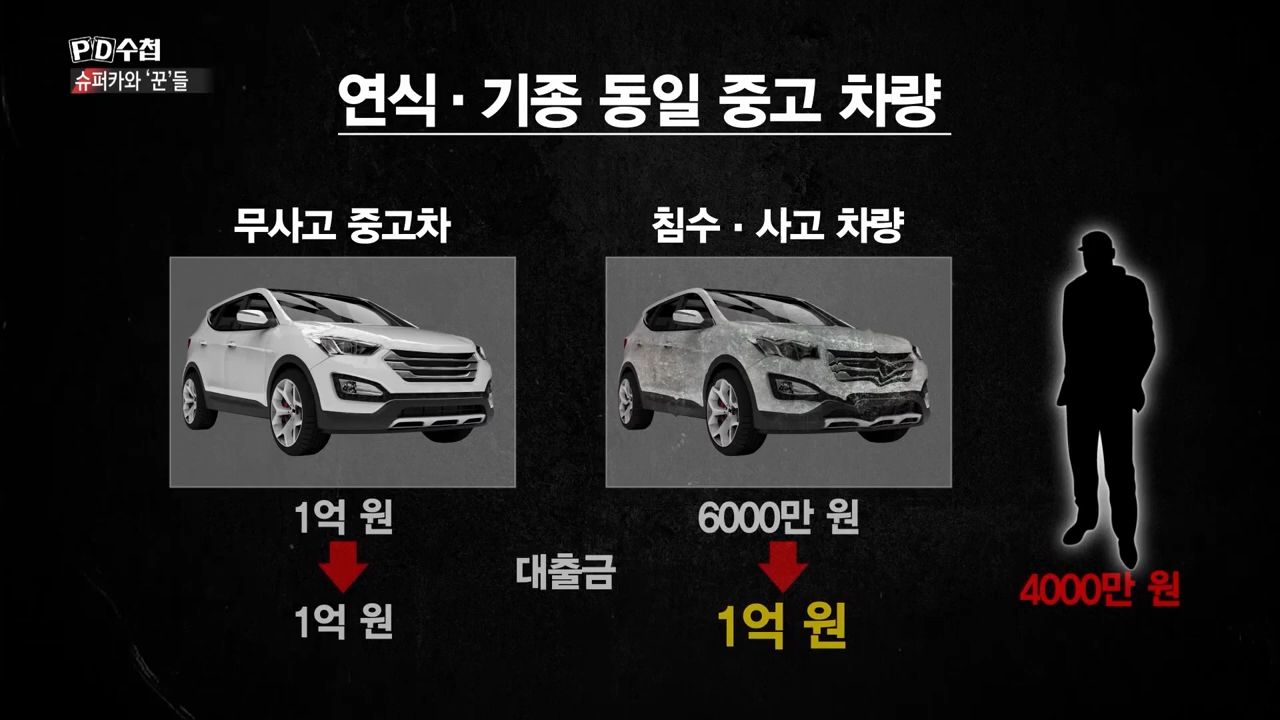 PD수첩
슈퍼카와 '꾼'들
연식·기종 동일 중고 차량
무사고 중고차
침수·사고 차량
1억 원
6000만 원
대출금
4000만 원
1억 원
1억 원